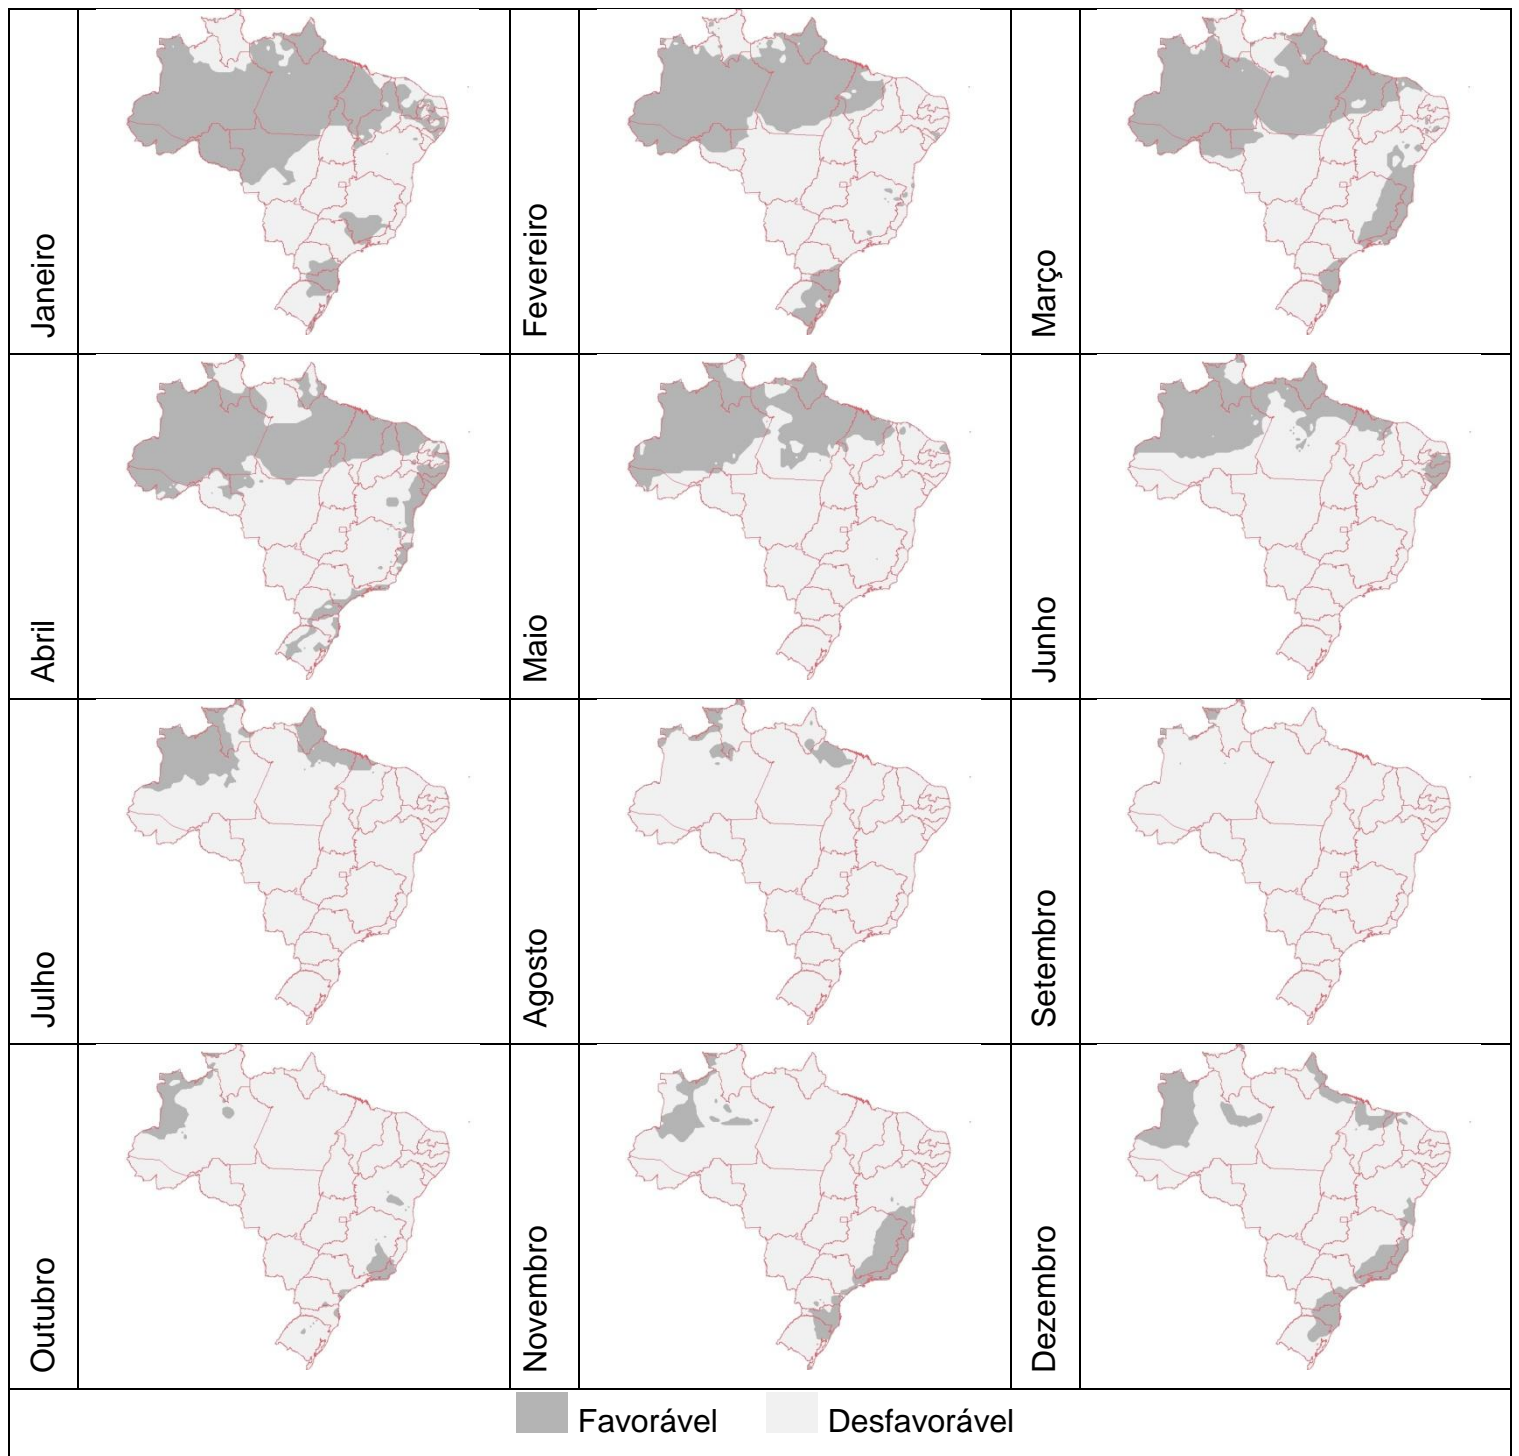 Janeiro
Fevereiro
Março
Abril
Maio
Junho
Julho
Agosto
Setembro
Outubro
Novembro
Dezembro
Favorável
Desfavorável